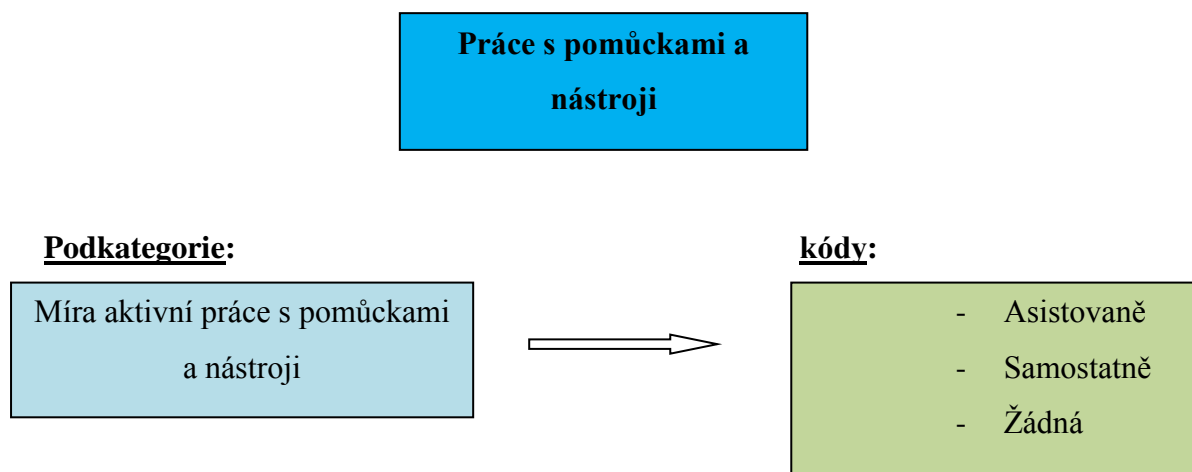 Práce s pomůckami a
nástroji
Podkategorie:
kódy:
Míra aktivní práce s pomůckami
a nástroji
- Asistovaně
- Samostatně
- Žádná